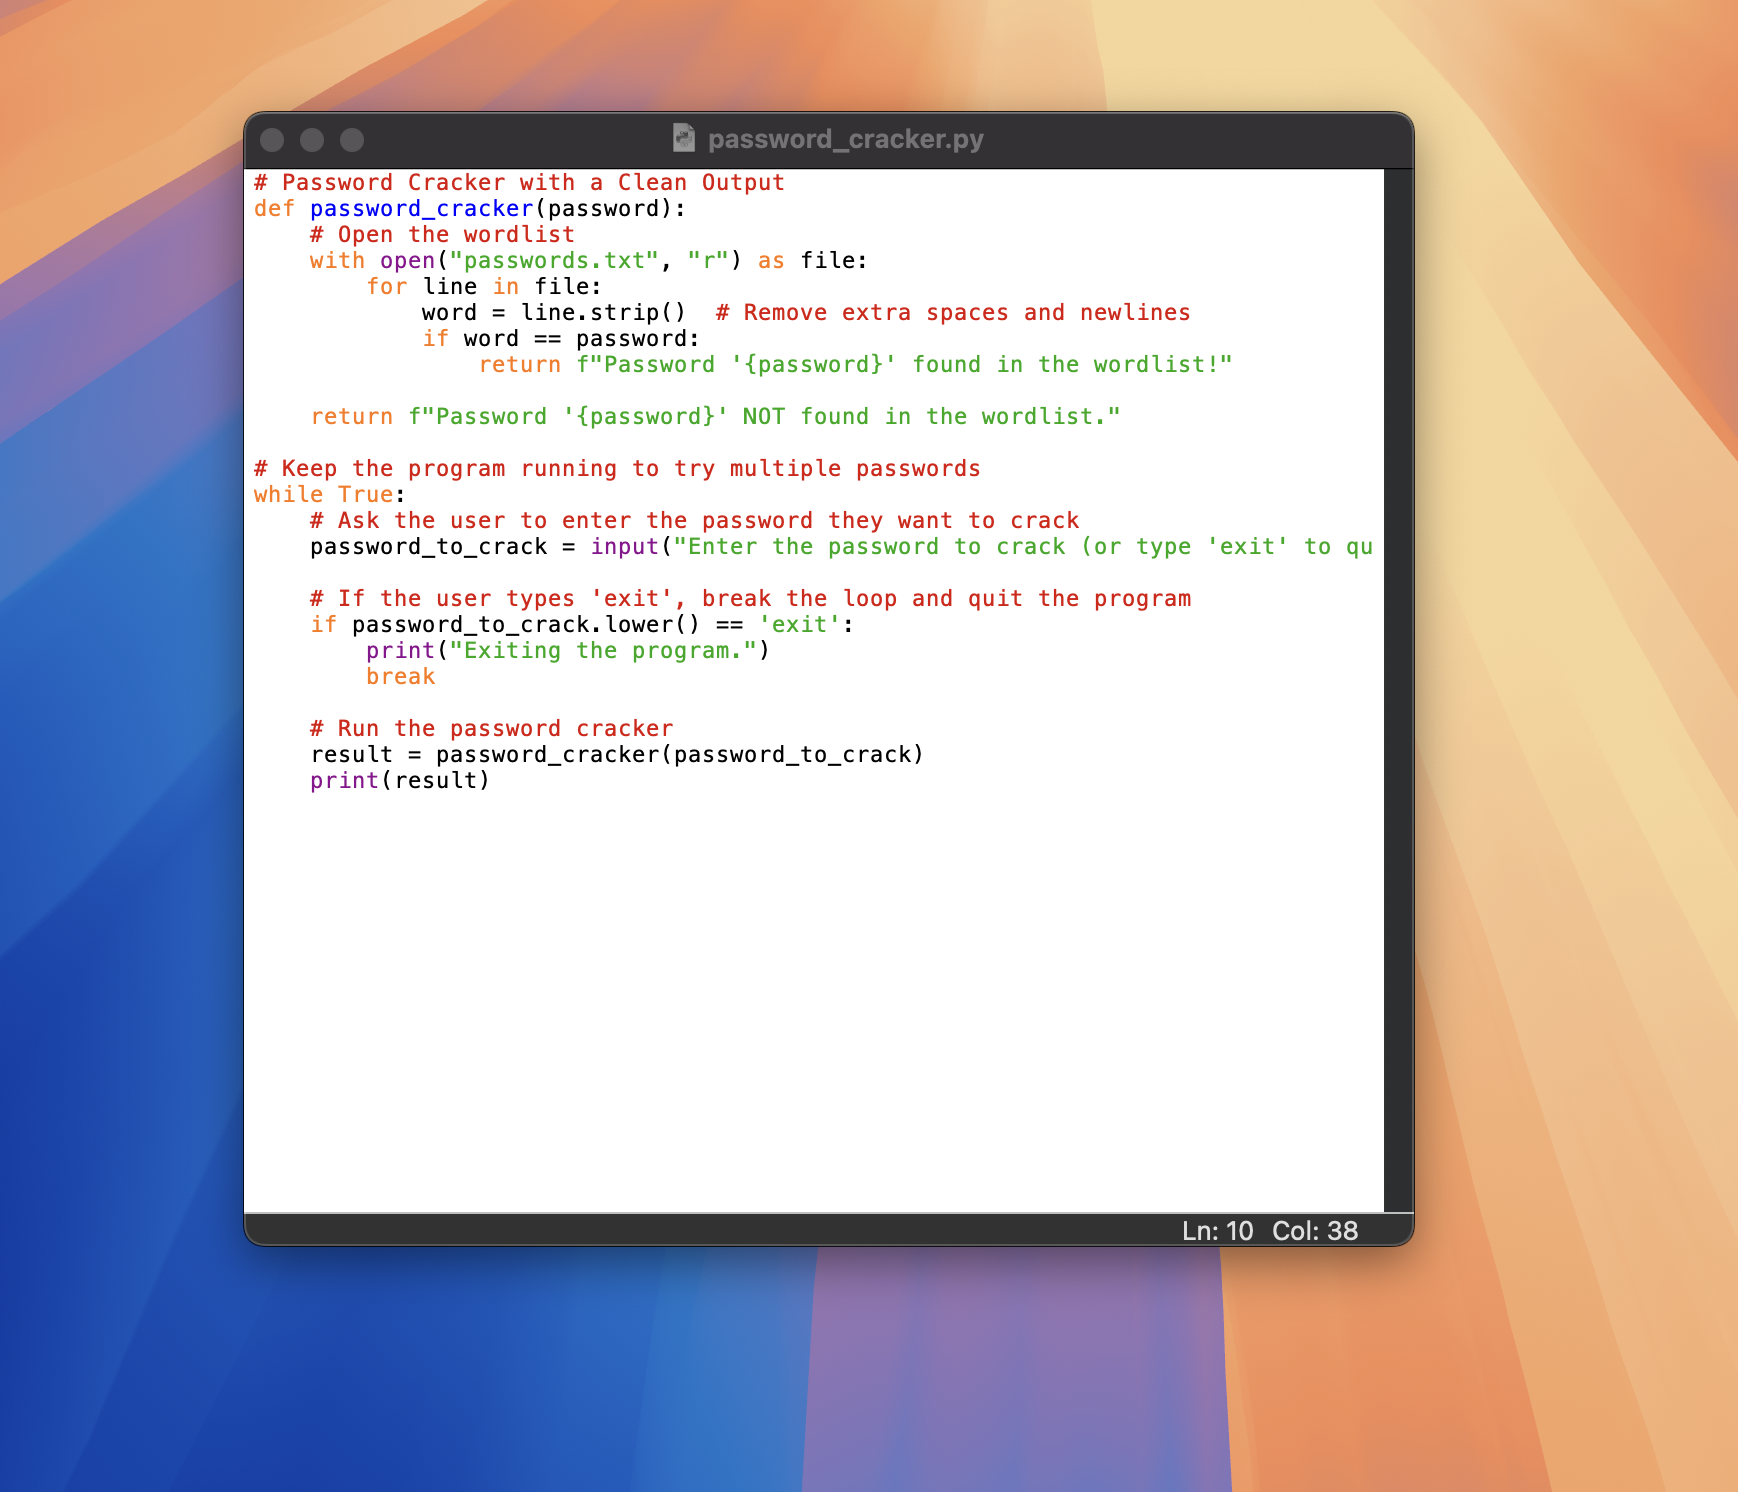 password_cracker.py
# Password Cracker with a Clean Output
def password_cracker(password):
    # Open the wordlist
    with open("passwords.txt", "r") as file:
        for line in file:
            word = line.strip()  # Remove extra spaces and newlines
            if word == password:
                return f"Password '{password}' found in the wordlist!"
    return f"Password '{password}' NOT found in the wordlist."
# Keep the program running to try multiple passwords
while True:
    # Ask the user to enter the password they want to crack
    password_to_crack = input("Enter the password to crack (or type 'exit' to qu
    # If the user types 'exit', break the loop and quit the program
    if password_to_crack.lower() == 'exit':
        print("Exiting the program.")
        break
    # Run the password cracker
    result = password_cracker(password_to_crack)
    print(result)
Ln: 10 Col: 38